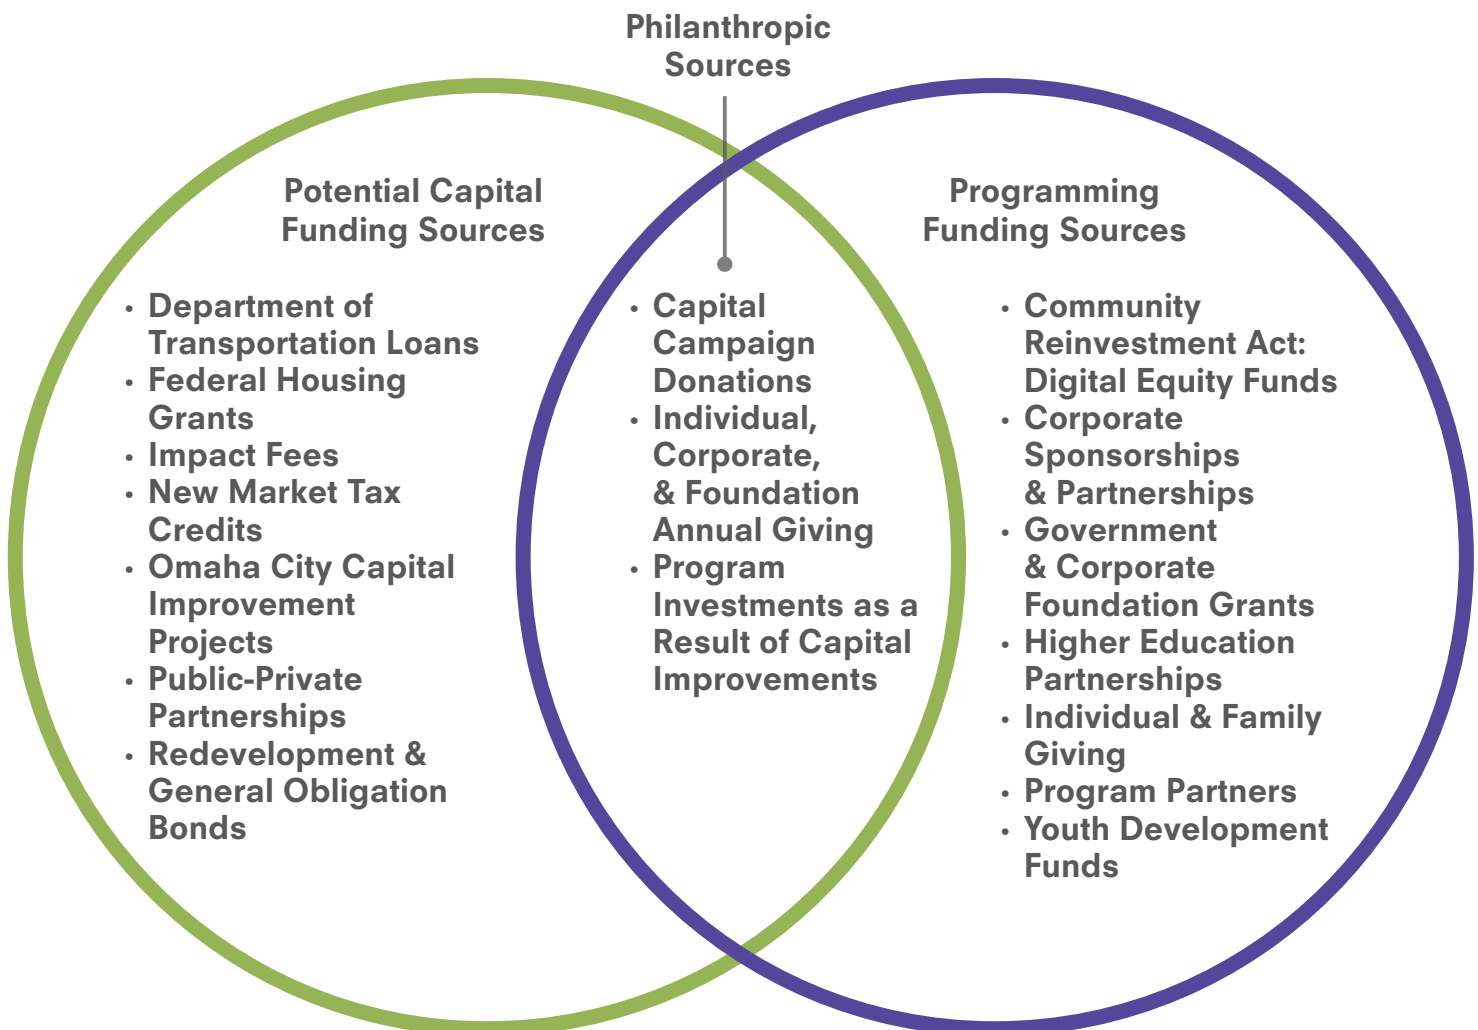 Philanthropic
Sources
Potential Capital
Funding Sources
• Department of
Transportation Loans
• Federal Housing
Grants
• Impact Fees
• New Market Tax
Credits
• Omaha City Capital
Improvement
Projects
• Public-Private
Partnerships
• Redevelopment &
General Obligation
Bonds
• Capital
Campaign
Donations
• Individual,
Corporate,
& Foundation
Annual Giving
• Program
Investments as a
Result of Capital
Improvements
Programming
Funding Sources
• Community
Reinvestment Act:
Digital Equity Funds
• Corporate
Sponsorships
& Partnerships
• Government
& Corporate
Foundation Grants
• Higher Education
Partnerships
• Individual & Family
Giving
• Program Partners
• Youth Development
Funds